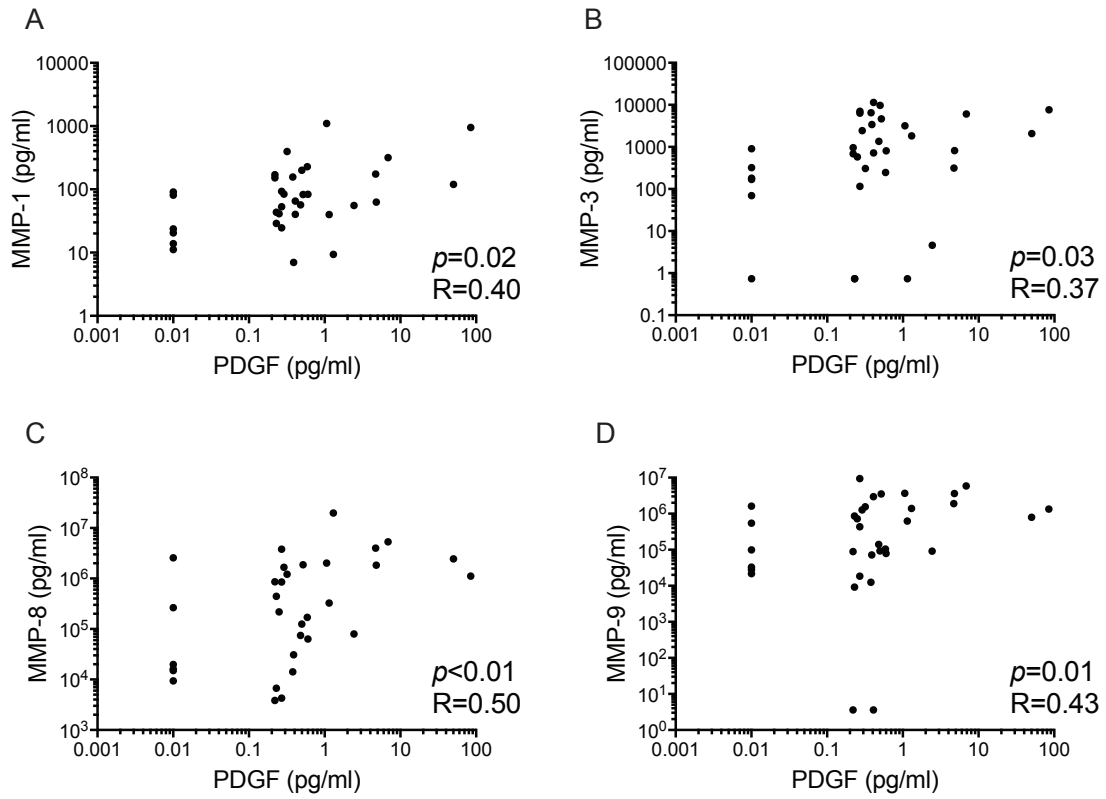 A
MMP-1 (pg/ml)
10000
1000
100
10
1
0.001 0.01 0.1 1 10 100
PDGF (pg/ml)
p=0.02
R=0.40
B
MMP-3 (pg/ml)
100000
10000
1000
100
10
1
0.1
0.001 0.01 0.1 1 10 100
PDGF (pg/ml)
p=0.03
R=0.37
C
MMP-8 (pg/ml)
10⁸
10⁷
10⁶
10⁵
10⁴
10³
0.001 0.01 0.1 1 10 100
PDGF (pg/ml)
p<0.01
R=0.50
D
MMP-9 (pg/ml)
10⁷
10⁶
10⁵
10⁴
10³
10²
10¹
10⁰
0.001 0.01 0.1 1 10 100
PDGF (pg/ml)
p=0.01
R=0.43